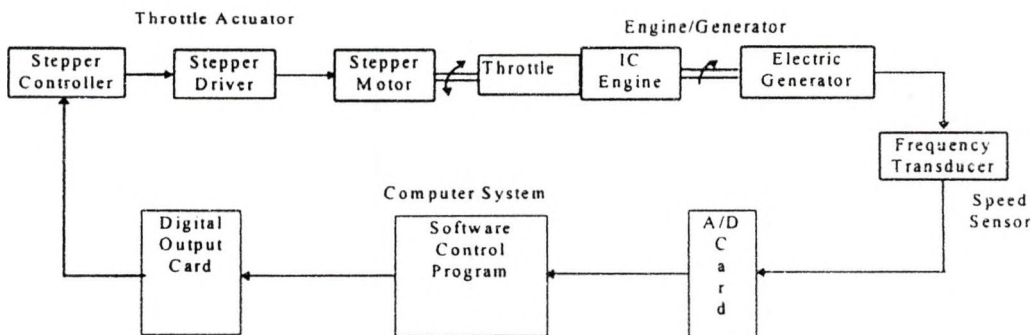 Throttle Actuator
Engine/Generator
Stepper
Controller
Stepper
Driver
Stepper
Motor
Throttle
IC
Engine
Electric
Generator
Frequency
Transducer
Speed
Sensor
Computer System
Digital
Output
Card
Software
Control
Program
A/D
C
a
r
d